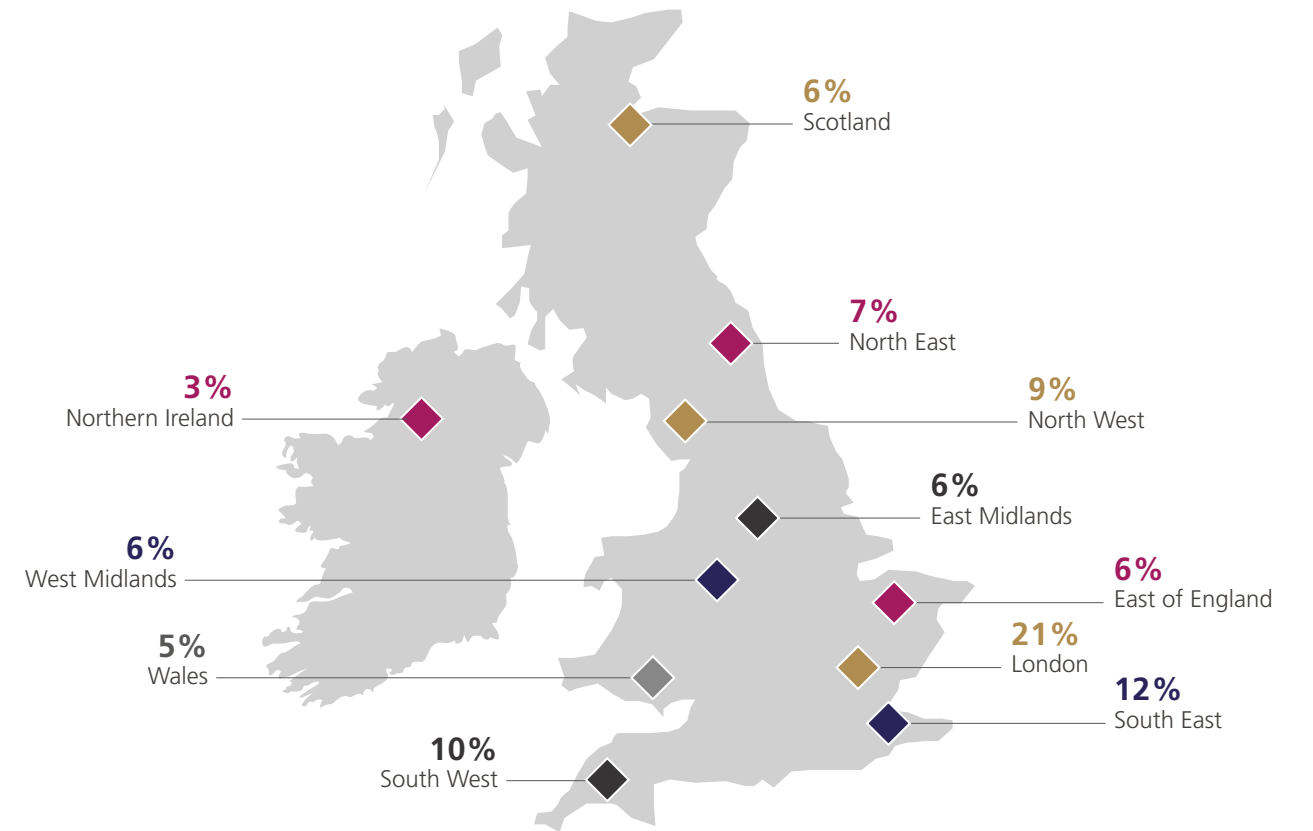 6%
Scotland
7%
North East
3%
Northern Ireland
9%
North West
6%
East Midlands
6%
West Midlands
6%
East of England
21%
London
5%
Wales
12%
South East
10%
South West